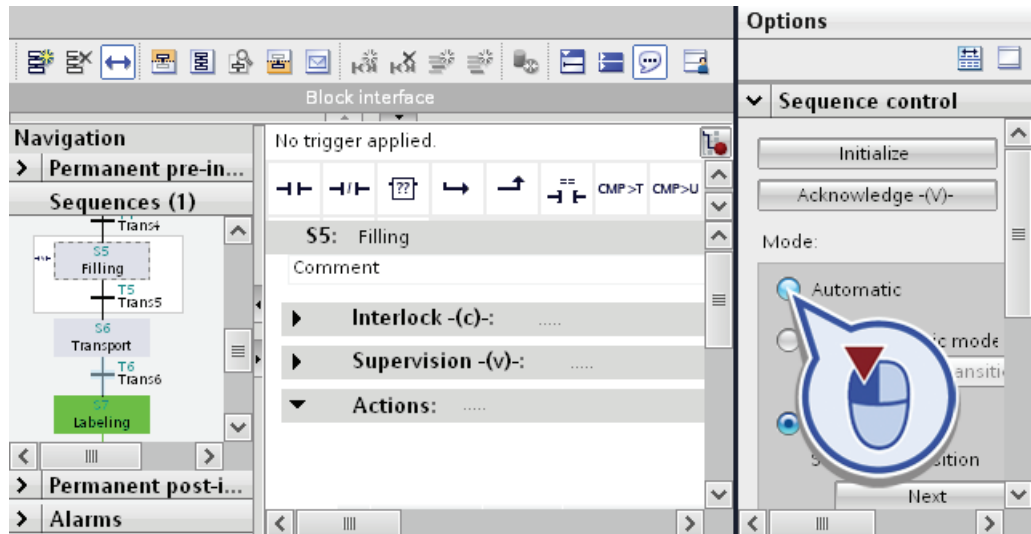 Options
Block interface
Sequence control
Navigation
Permanent pre-in...
Sequences (1)
Trans4
S5
Filling
T5
Trans5
S6
Transport
T6
Trans6
S7
Labeling
Permanent post-i...
Alarms
No trigger applied.
??
==
CMP>T
CMP>U
S5: Filling
Comment
Interlock -(c)-: .....
Supervision -(v)-: .....
Actions: .....
Initialize
Acknowledge -(V)-
Mode:
Automatic
mode
Next